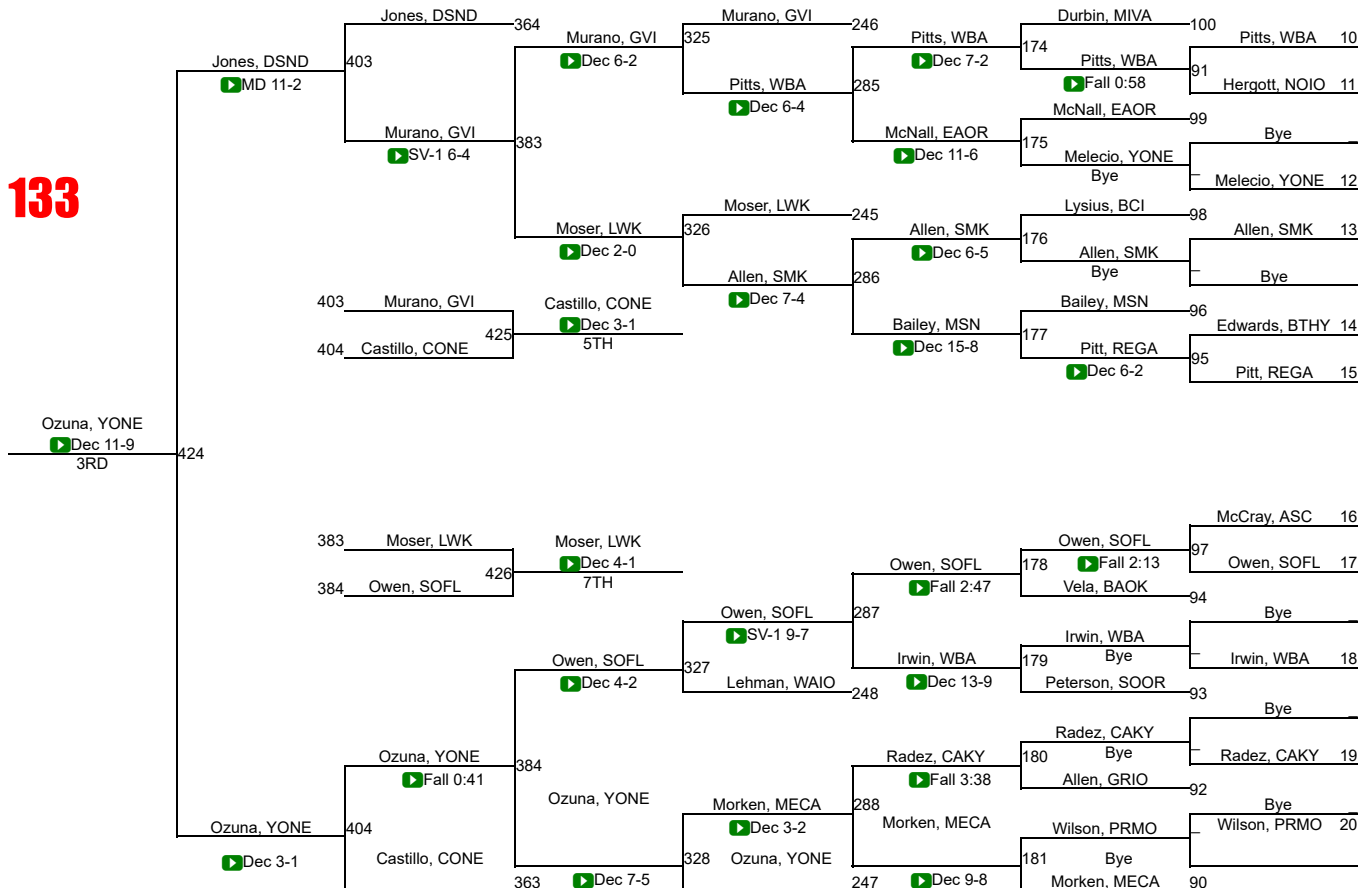 Jones, DSND
Murano, GVI
Durbin, MIVA
364
246
100
Murano, GVI
325
Pitts, WBA
174
Pitts, WBA 10
Jones, DSND
403
Dec 6-2
Dec 7-2
Pitts, WBA
91
MD 11-2
Pitts, WBA
285
Fall 0:58
Hergott, NOIO 11
Dec 6-4
McNall, EAOR
99
Murano, GVI
383
McNall, EAOR
175
Bye _
SV-1 6-4
Dec 11-6
Melecio, YONE
Bye
_
Melecio, YONE 12
133
Moser, LWK
245
Lysius, BCI
98
Moser, LWK
326
Allen, SMK
176
Allen, SMK 13
Dec 2-0
Dec 6-5
Allen, SMK
Bye
_
Allen, SMK
286
Bye
Dec 7-4
403 Murano, GVI
Castillo, CONE
Bailey, MSN
96
425
Dec 3-1
5TH
Bailey, MSN
177
Edwards, BTHY 14
404 Castillo, CONE
Dec 15-8
Pitt, REGA
95
Dec 6-2
Pitt, REGA 15
Ozuna, YONE
Dec 11-9
3RD
424
McCray, ASC 16
383 Moser, LWK
Moser, LWK
Owen, SOFL
97
426
Dec 4-1
7TH
Owen, SOFL
178
Fall 2:13
Owen, SOFL 17
384 Owen, SOFL
Fall 2:47
Vela, BAOK
94
Owen, SOFL
287
Bye _
SV-1 9-7
Irwin, WBA
Bye
_
Owen, SOFL
327
Irwin, WBA
179
Irwin, WBA 18
Dec 4-2
Lehman, WAIO
248
Dec 13-9
Peterson, SOOR
93
Bye _
Radez, CAKY
Bye
_
Ozuna, YONE
384
Radez, CAKY
180
Radez, CAKY 19
Fall 0:41
Fall 3:38
Allen, GRIO
92
Ozuna, YONE
Morken, MECA
288
Bye _
Ozuna, YONE
404
Dec 3-2
Morken, MECA
Wilson, PRMO
_
Wilson, PRMO 20
Dec 3-1
Castillo, CONE
328
Ozuna, YONE
181
Bye
363
Dec 7-5
247
Dec 9-8
Morken, MECA
90